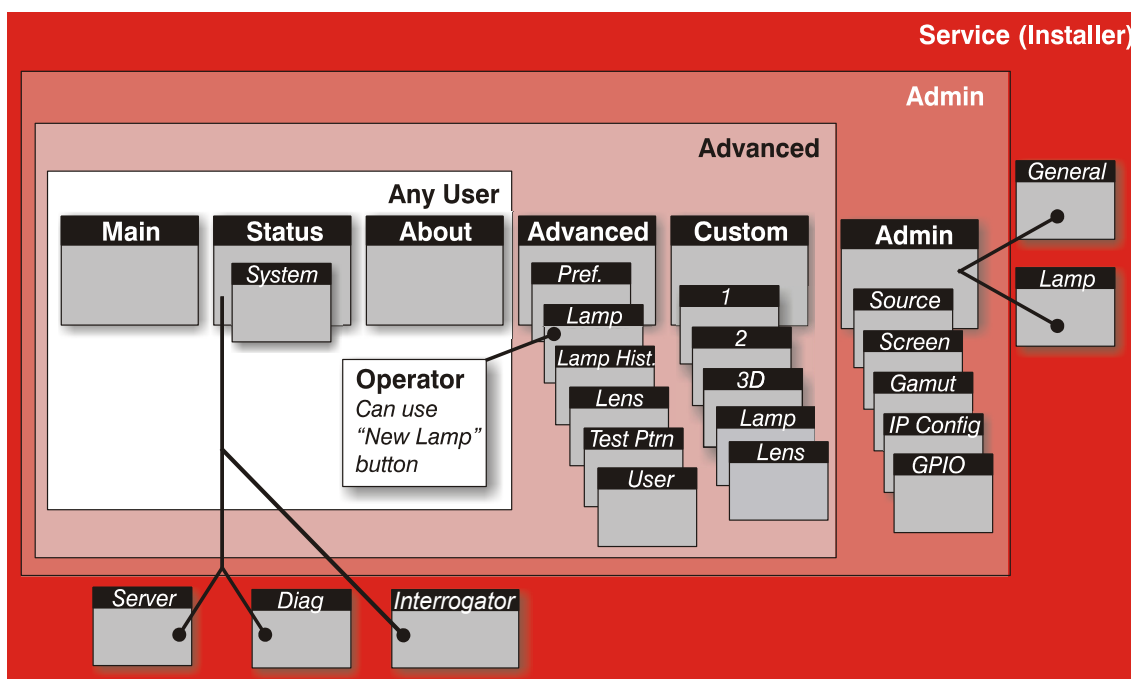 Service (Installer)
Admin
Advanced
Any User
Main
Status
System
About
Advanced
Pref.
Lamp
Lamp Hist.
Lens
Test Ptrn
User
Custom
1
2
3D
Lamp
Lens
Admin
Source
Screen
Gamut
IP Config
GPIO
General
Lamp
Operator
Can use
“New Lamp”
button
Server
Diag
Interrogator